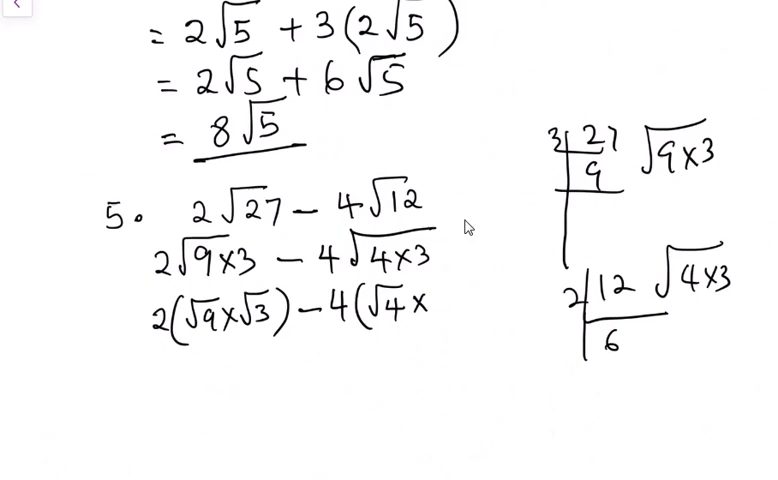 = 2√5 + 3(2√5)
= 2√5 + 6√5
= 8√5
5. 2√27 - 4√12
2√9×3 - 4√4×3
2(√9×√3) - 4(√4×
3 27 √9×3
9
2 12 √4×3
6